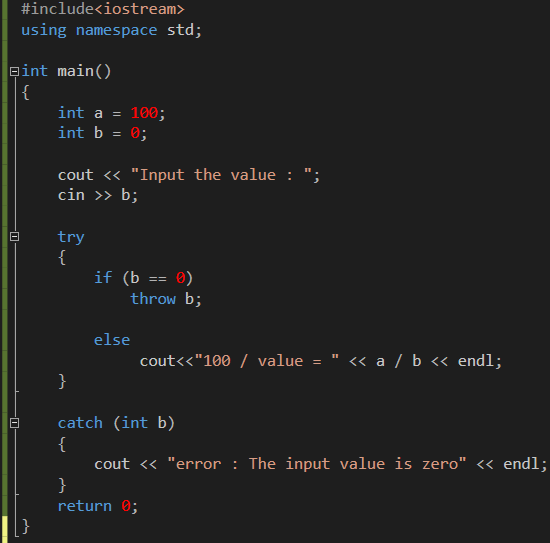 #include<iostream>
using namespace std;
int main()
{
int a = 100;
int b = 0;
cout << "Input the value : ";
cin >> b;
try
{
if (b == 0)
throw b;
else
cout<<"100 / value = " << a / b << endl;
}
catch (int b)
{
cout << "error : The input value is zero" << endl;
}
return 0;
}